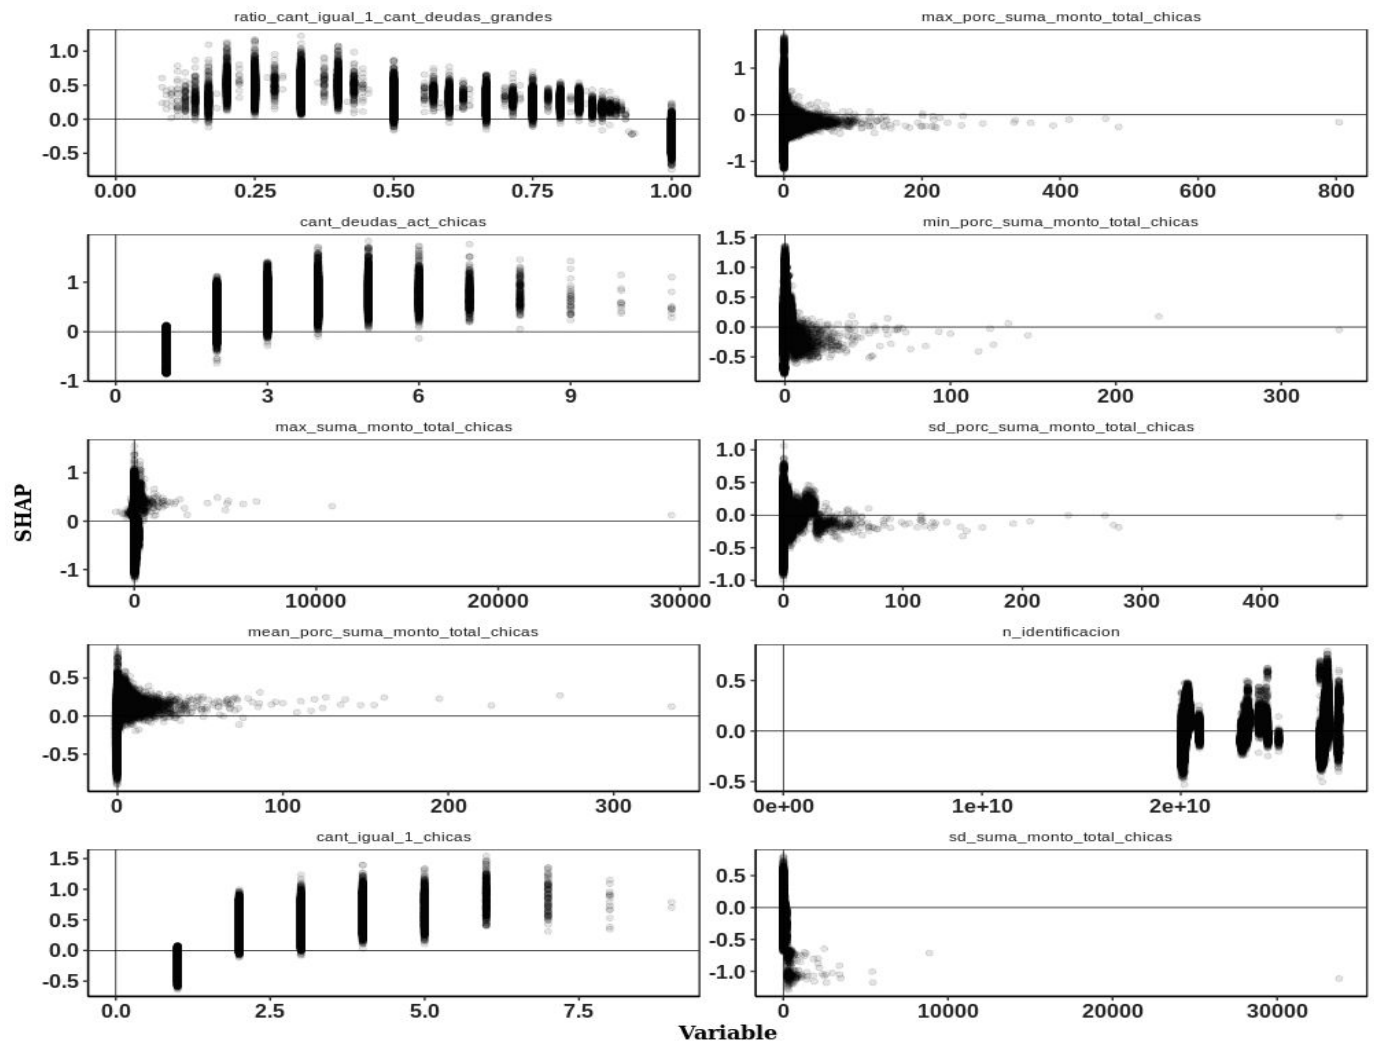 ratio_cant_igual_1_cant_deudas_grandes
1.0
0.5
0.0
-0.5
0.00 0.25 0.50 0.75 1.00
max_porc_suma_monto_total_chicas
1
0
-1
0 200 400 600 800
cant_deudas_act_chicas
1
0
-1
0 3 6 9
min_porc_suma_monto_total_chicas
1.5
1.0
0.5
0.0
-0.5
0 100 200 300
max_suma_monto_total_chicas
1
0
-1
0 10000 20000 30000
sd_porc_suma_monto_total_chicas
1.0
0.5
0.0
-0.5
-1.0
0 100 200 300 400
SHAP
mean_porc_suma_monto_total_chicas
0.5
0.0
-0.5
0 100 200 300
n_identificacion
0.5
0.0
-0.5
0e+00 1e+10 2e+10
cant_igual_1_chicas
1.5
1.0
0.5
0.0
-0.5
0.0 2.5 5.0 7.5
sd_suma_monto_total_chicas
0.5
0.0
-0.5
-1.0
0 10000 20000 30000
Variable